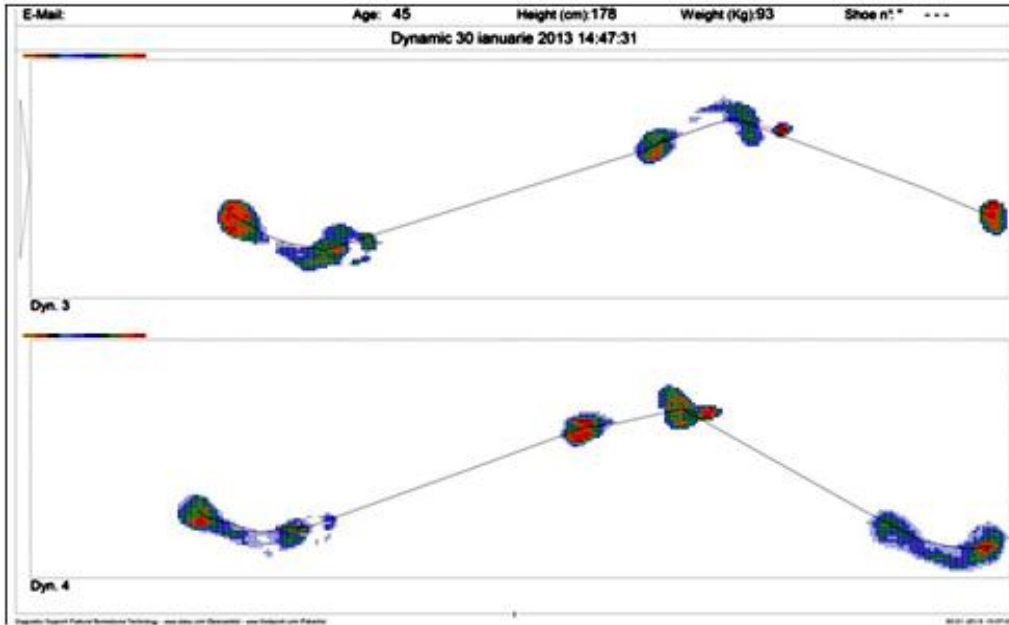 E-Mail: Age: 45 Height (cm):178 Weight (Kg):93 Shoe n°: * - - -
Dynamic 30 ianuarie 2013 14:47:31
Dyn. 3
Dyn. 4